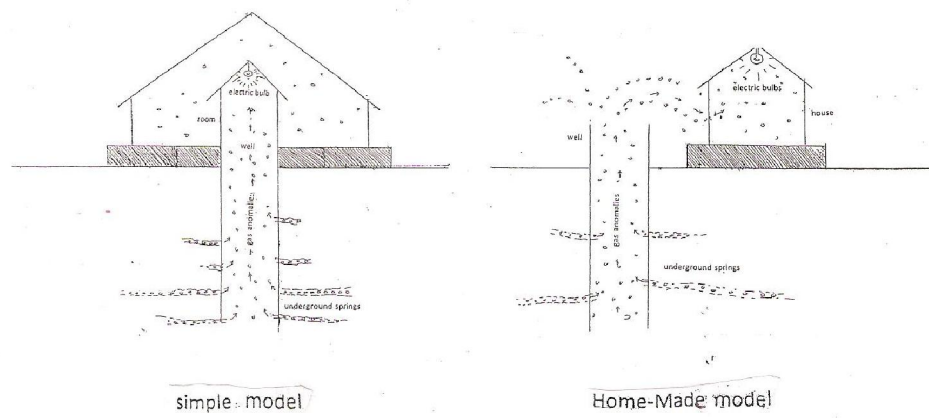 electric bulb
room
well
gas anomalies
underground springs
simple model
electric bulbs
house
well
gas anomalies
underground springs
Home-Made model